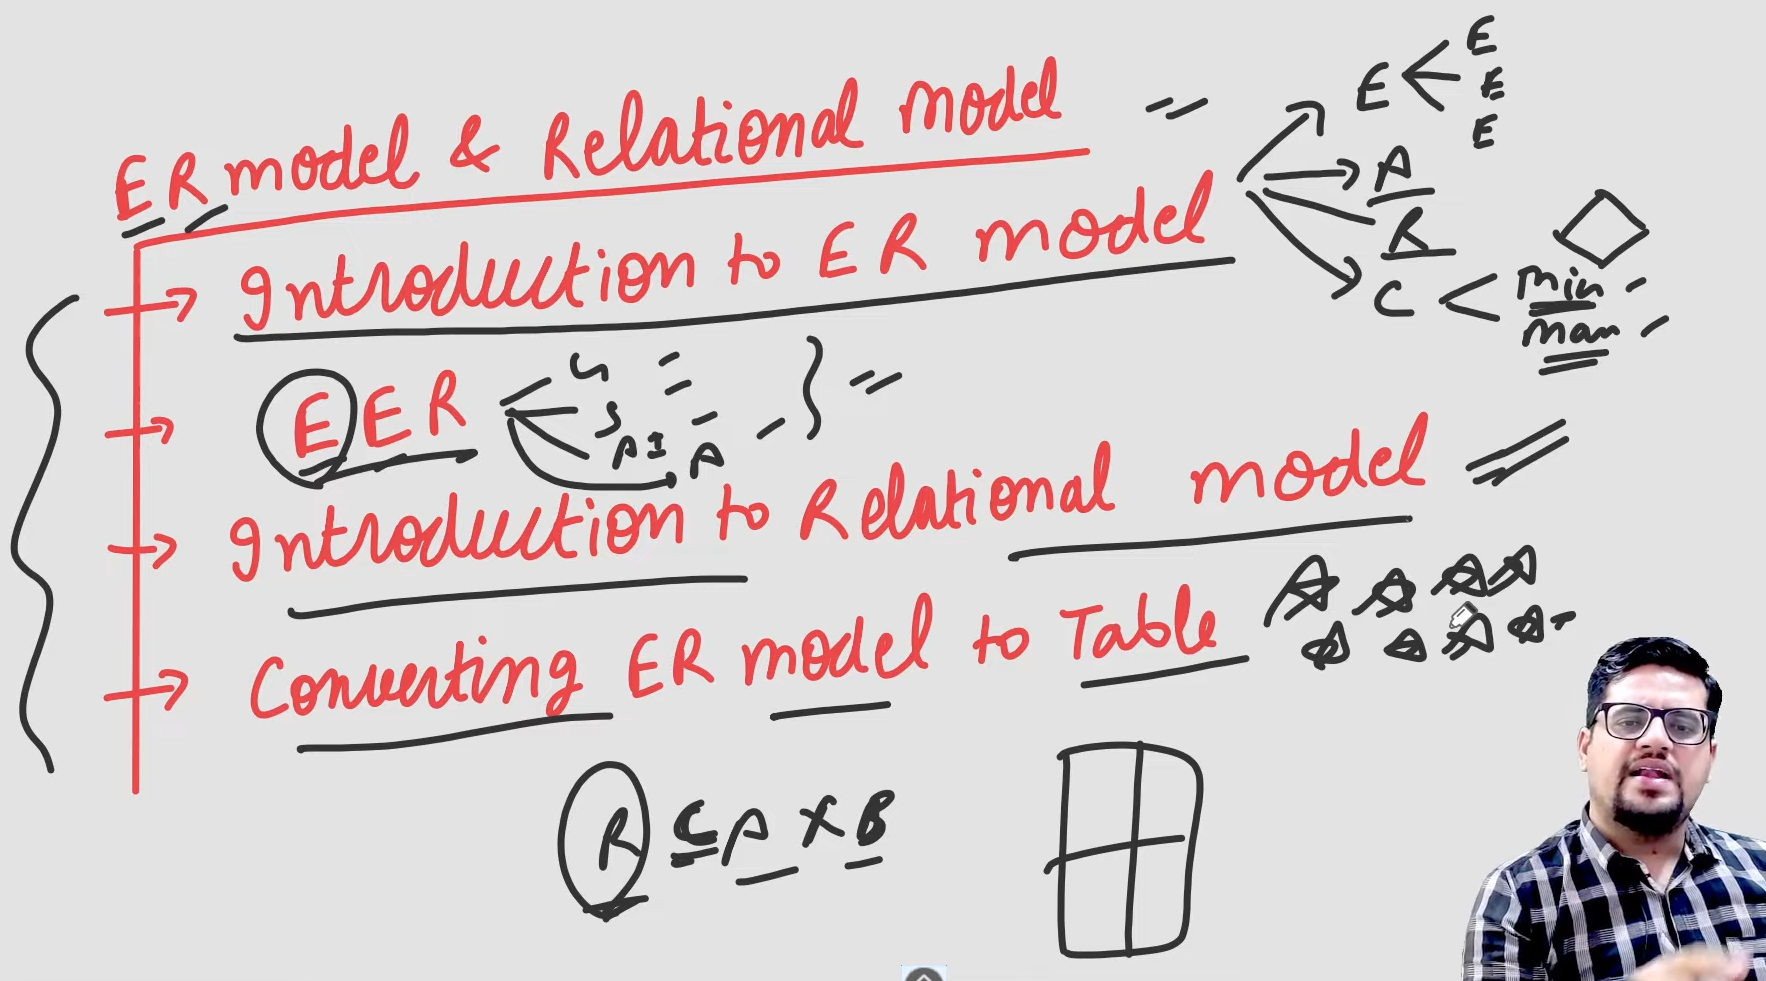 ER model & Relational model
E E
E
E
A
R
Introduction to ER model
C < min
max
EER
G
S
A
Introduction to Relational model
Converting ER model to Table
R ⊆ A X B